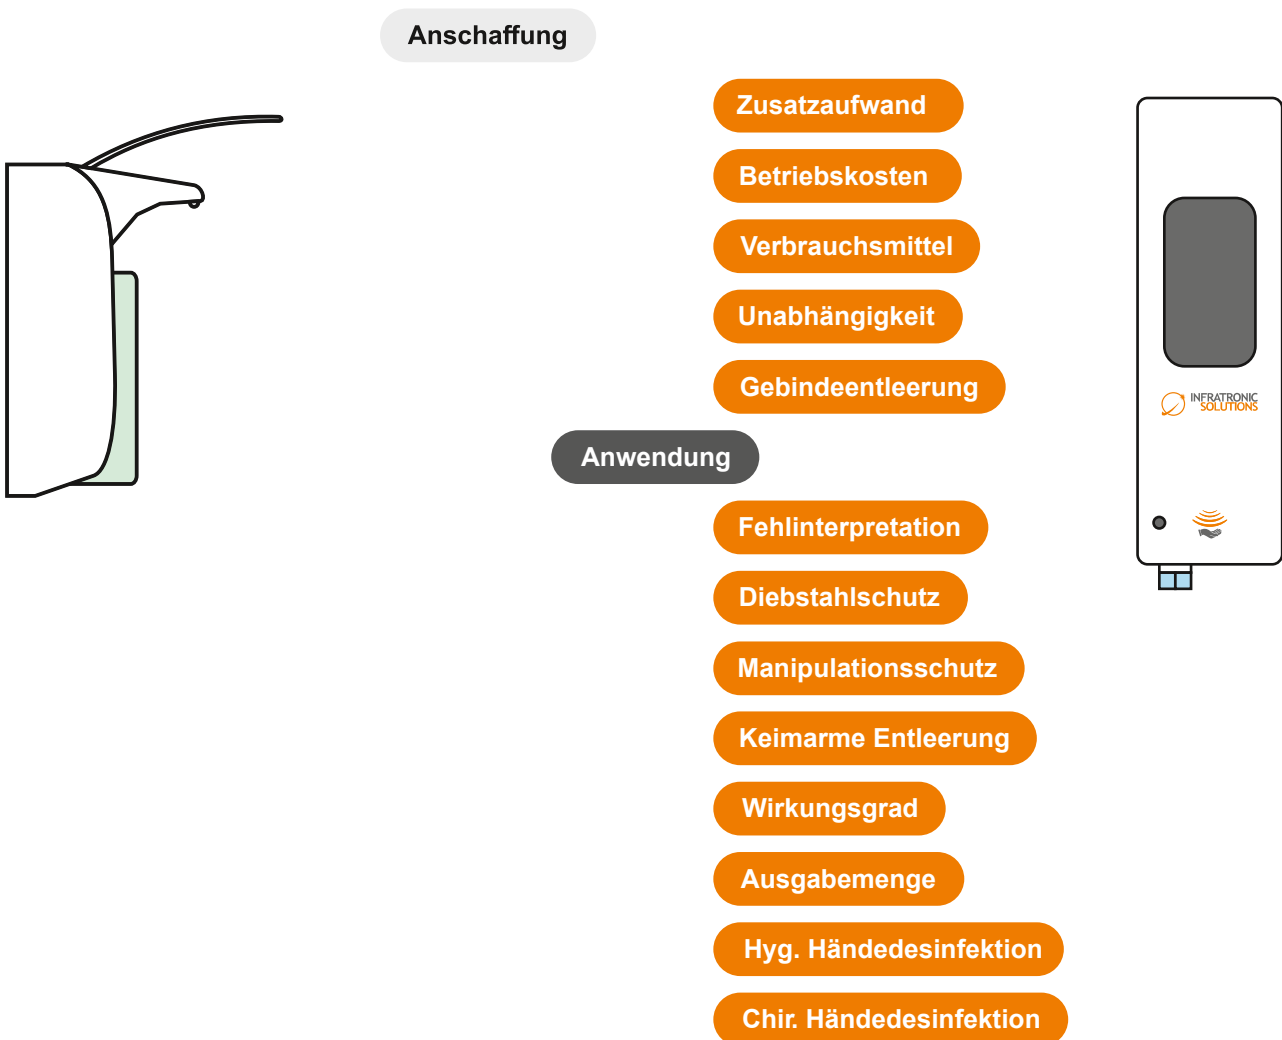 Anschaffung
Zusatzaufwand
Betriebskosten
Verbrauchsmittel
Unabhängigkeit
Gebindeentleerung
INFRATRONIC
SOLUTIONS
Anwendung
Fehlinterpretation
Diebstahlschutz
Manipulationsschutz
Keimarme Entleerung
Wirkungsgrad
Ausgabemenge
Hyg. Händedesinfektion
Chir. Händedesinfektion